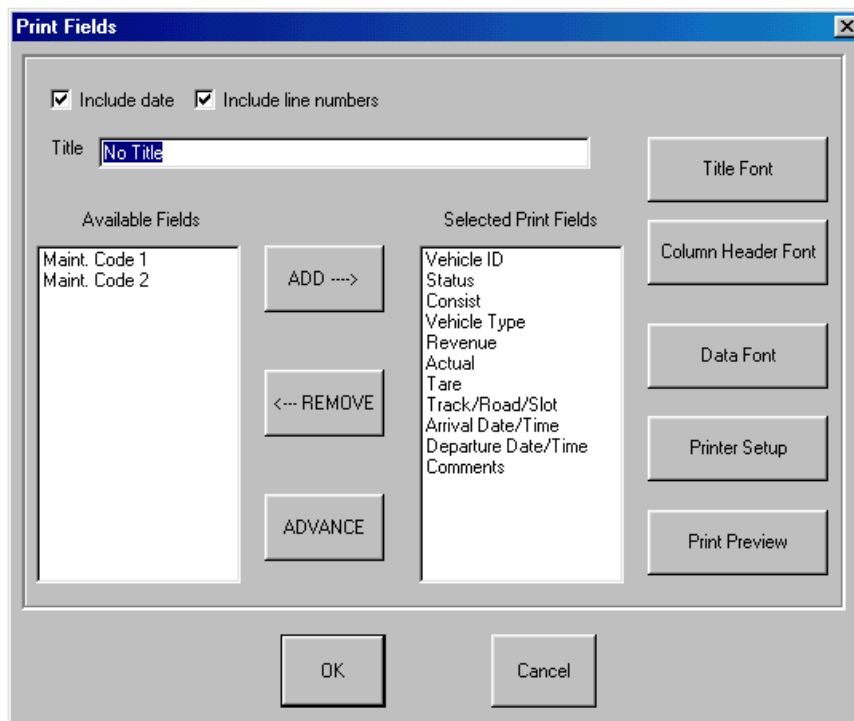 Print Fields
Include date Include line numbers
Title No Title
Title Font
Available Fields
Selected Print Fields
Column Header Font
Maint. Code 1
Maint. Code 2
ADD ---->
<--- REMOVE
ADVANCE
Vehicle ID
Status
Consist
Vehicle Type
Revenue
Actual
Tare
Track/Road/Slot
Arrival Date/Time
Departure Date/Time
Comments
Data Font
Printer Setup
Print Preview
OK
Cancel